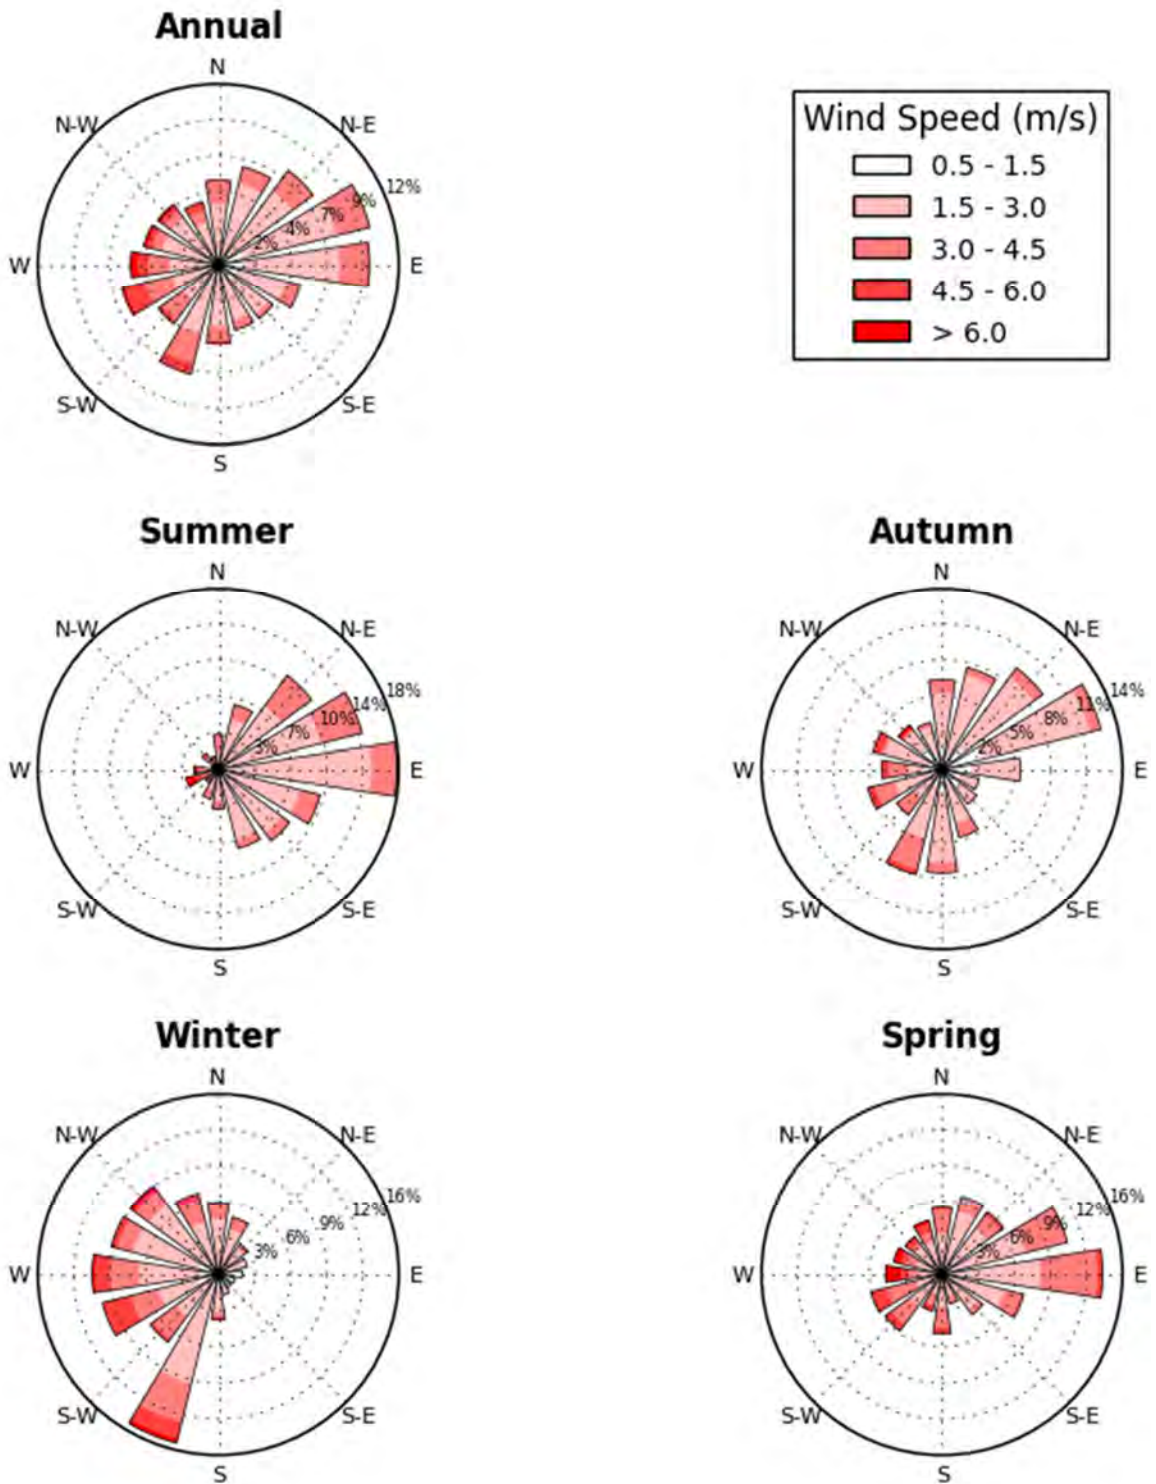 Annual
N
N-W
N-E
12%
9%
7%
4%
2%
W
E
S-W
S-E
S
Wind Speed (m/s)
0.5 - 1.5
1.5 - 3.0
3.0 - 4.5
4.5 - 6.0
> 6.0
Summer
N
N-W
N-E
18%
14%
10%
7%
3%
W
E
S-W
S-E
S
Autumn
N
N-W
N-E
14%
11%
8%
5%
2%
W
E
S-W
S-E
S
Winter
N
N-W
N-E
16%
12%
9%
6%
3%
W
E
S-W
S-E
S
Spring
N
N-W
N-E
16%
12%
9%
6%
3%
W
E
S-W
S-E
S